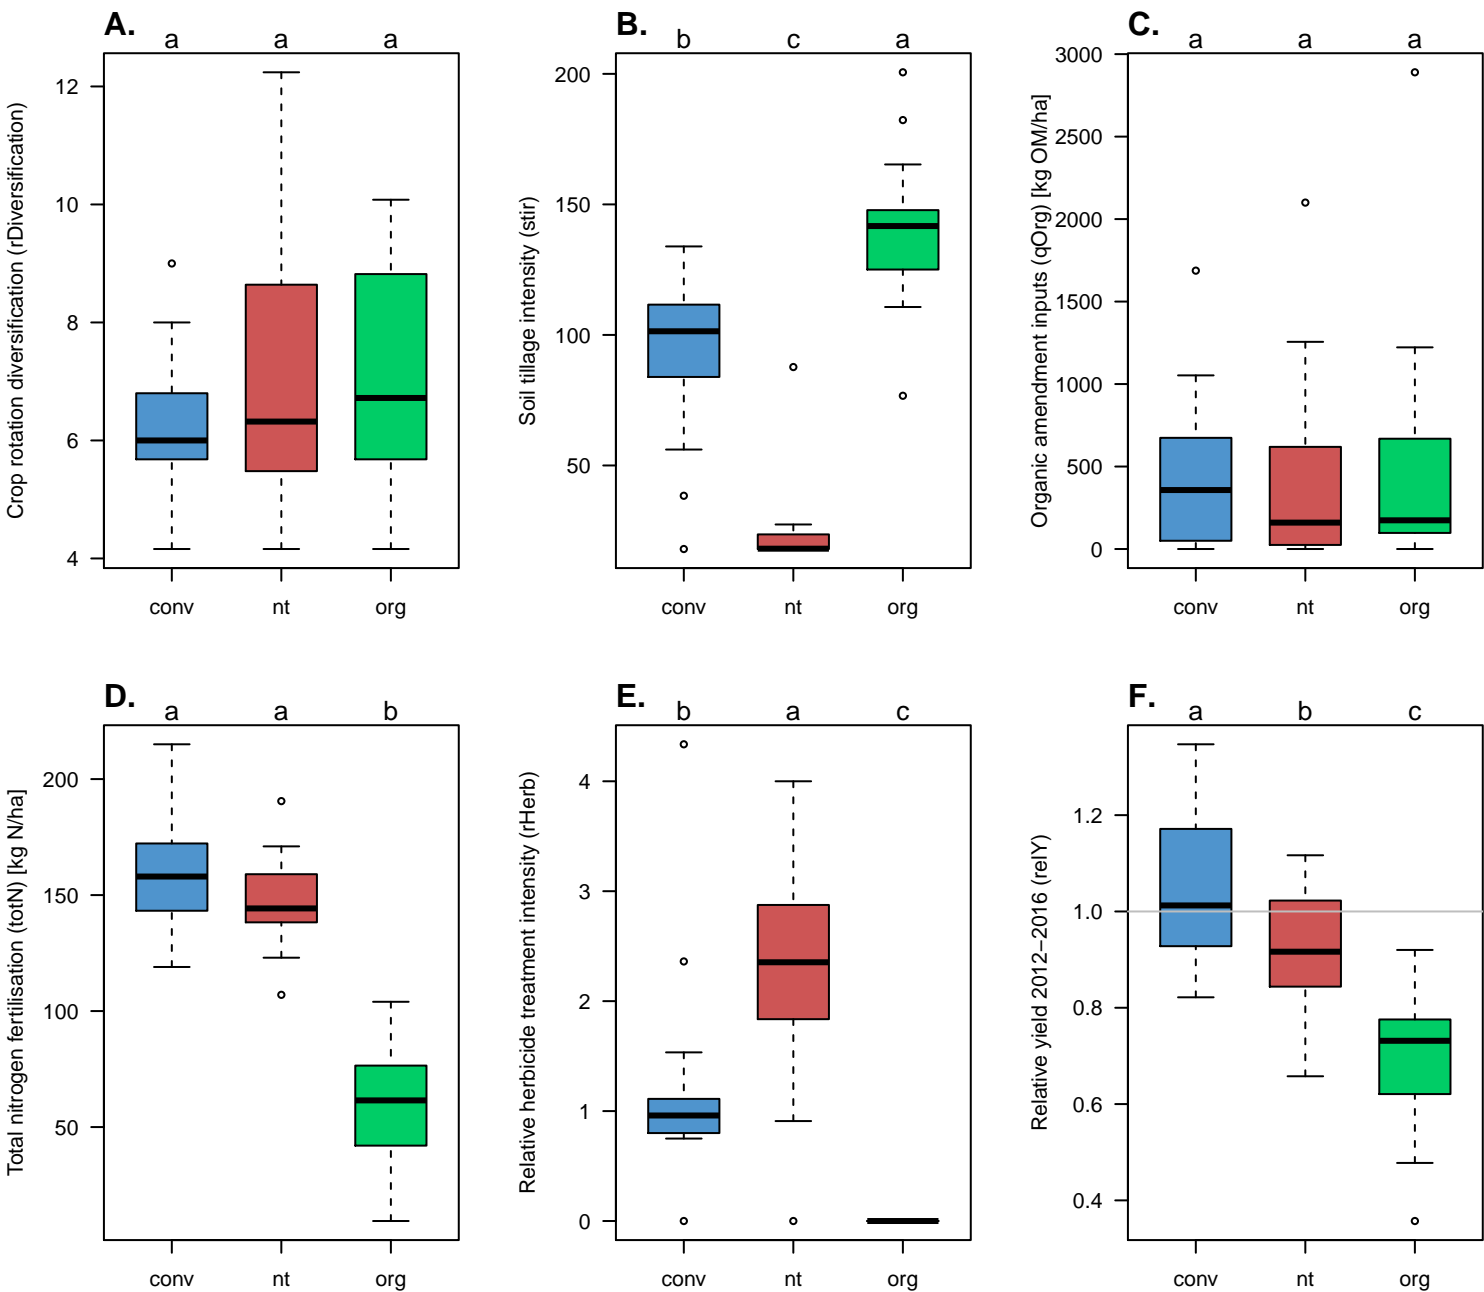 A.
a a a
Crop rotation diversification (rDiversification)
12
10
8
6
4
conv nt org
B.
b c a
Soil tillage intensity (stir)
200
150
100
50
conv nt org
C.
a a a
Organic amendment inputs (qOrg) [kg OM/ha]
3000
2500
2000
1500
1000
500
0
conv nt org
D.
a a b
Total nitrogen fertilisation (totN) [kg N/ha]
200
150
100
50
conv nt org
E.
b a c
Relative herbicide treatment intensity (rHerb)
4
3
2
1
0
conv nt org
F.
a b c
Relative yield 2012–2016 (relY)
1.2
1.0
0.8
0.6
0.4
conv nt org